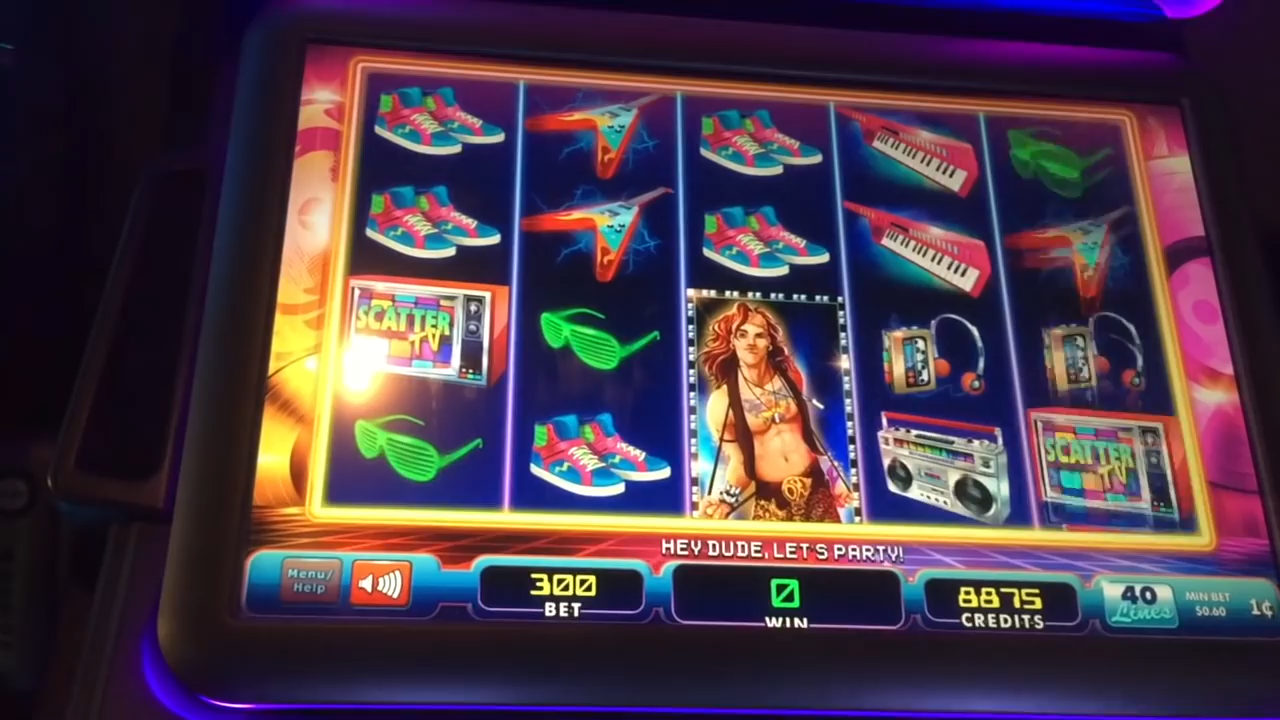 SCATTER
TV
SCATTER
TV
HEY DUDE, LET'S PARTY!
Menu/
Help
300
BET
0
WIN
8875
CREDITS
40
Lines
MIN BET
$0.60
1¢